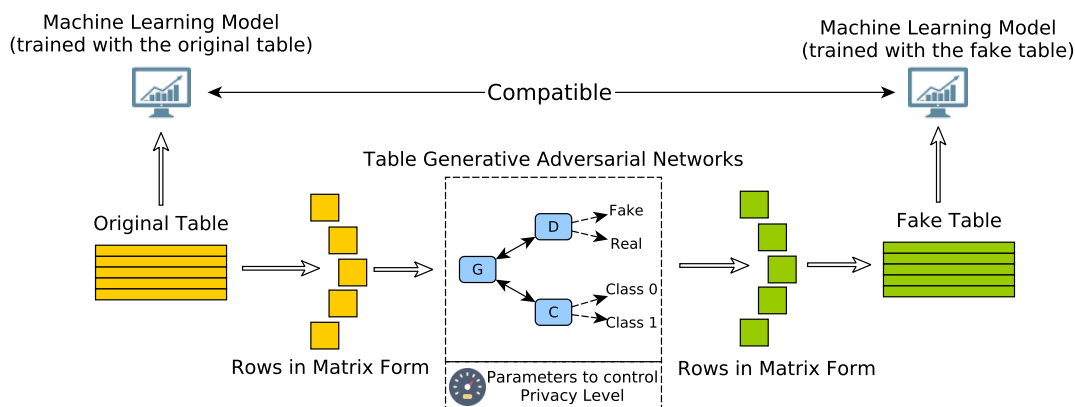 Machine Learning Model
(trained with the original table)
Machine Learning Model
(trained with the fake table)
Compatible
Table Generative Adversarial Networks
Original Table
Fake Table
D
Fake
Real
G
C
Class 0
Class 1
Rows in Matrix Form
Rows in Matrix Form
Parameters to control
Privacy Level